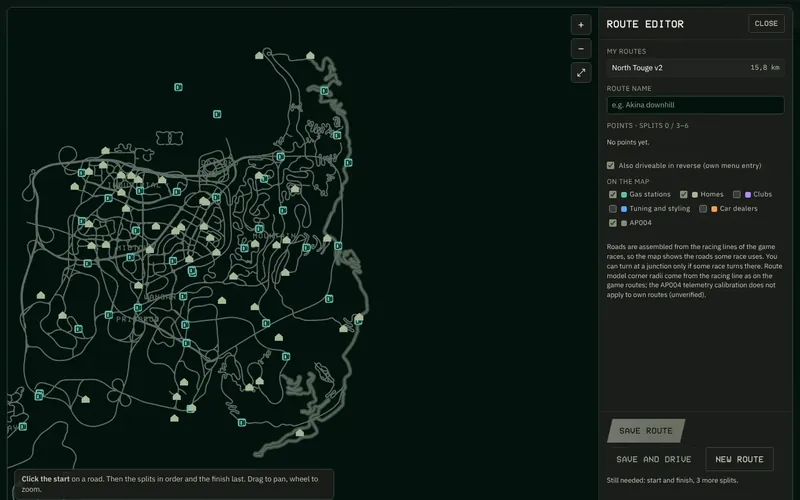 ROUTE EDITOR
CLOSE
MY ROUTES
North Touge v2 15,8 km
ROUTE NAME
e.g. Akina downhill
POINTS · SPLITS 0 / 3–6
No points yet.
Also driveable in reverse (own menu entry)
ON THE MAP
Gas stations Homes Clubs
Tuning and styling Car dealers
AP004
Roads are assembled from the racing lines of the game
races, so the map shows the roads some race uses. You
can turn at a junction only if some race turns there. Route
model corner radii come from the racing line as on the
game routes; the AP004 telemetry calibration does not
apply to own routes (unverified).
SAVE ROUTE
SAVE AND DRIVE
NEW ROUTE
Still needed: start and finish, 3 more splits.
Click the start on a road. Then the splits in order and the finish last. Drag to pan, wheel to
zoom.